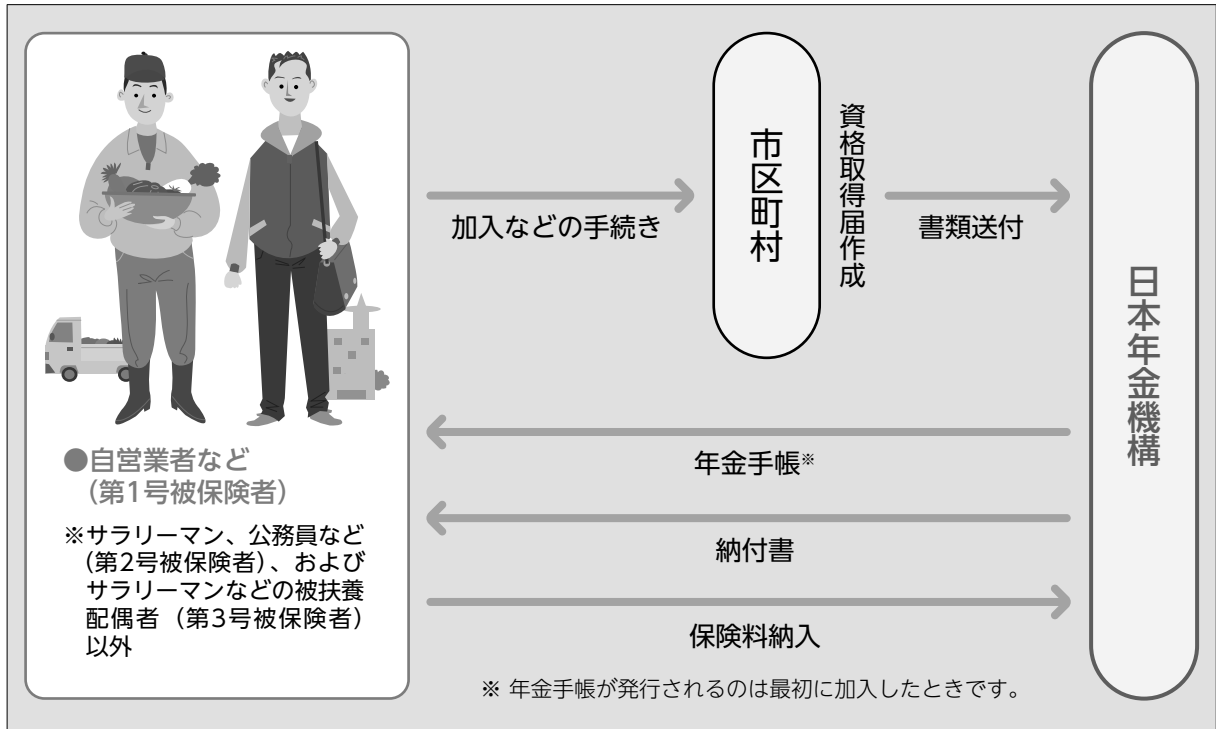 ●自営業者など
（第1号被保険者）
※サラリーマン、公務員など
（第2号被保険者）、および
サラリーマンなどの被扶養
配偶者（第3号被保険者）
以外
加入などの手続き
市区町村
資格取得届作成
書類送付
日本年金機構
年金手帳※
納付書
保険料納入
※ 年金手帳が発行されるのは最初に加入したときです。